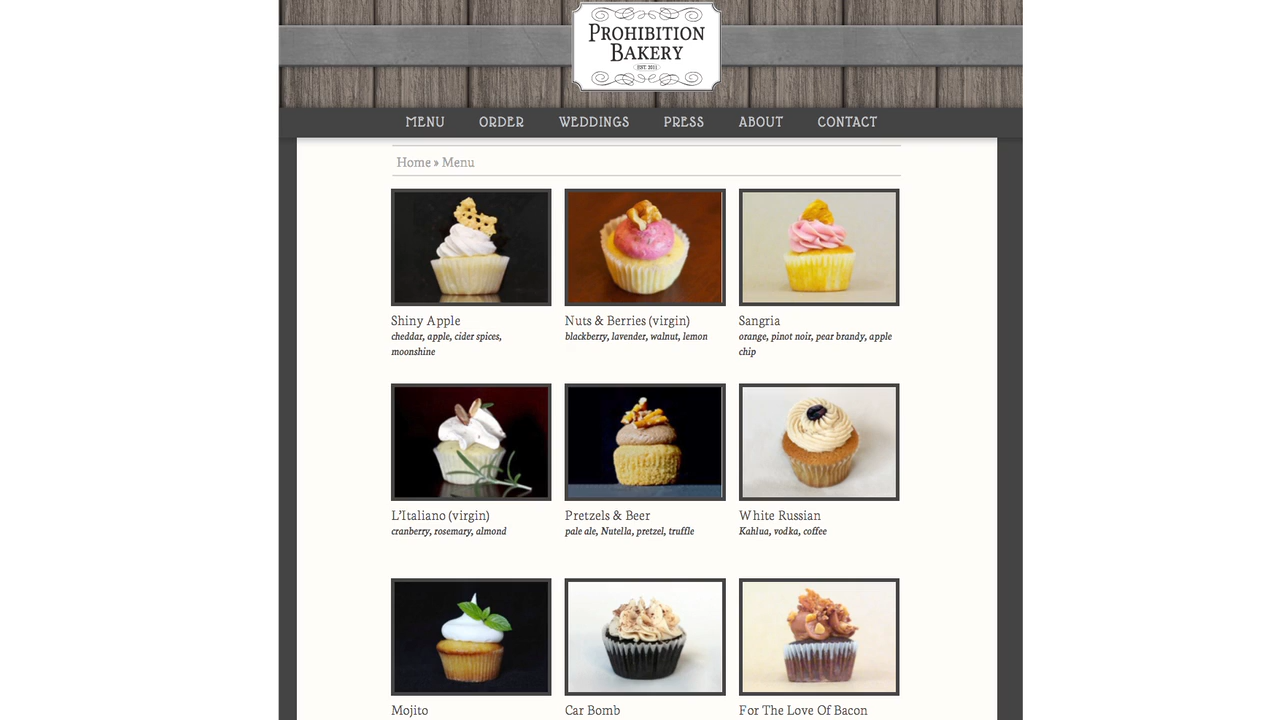 PROHIBITION
BAKERY
EST. 2011
MENU ORDER WEDDINGS PRESS ABOUT CONTACT
Home » Menu
Shiny Apple
cheddar, apple, cider spices,
moonshine
Nuts & Berries (virgin)
blackberry, lavender, walnut, lemon
Sangria
orange, pinot noir, pear brandy, apple
chip
L'Italiano (virgin)
cranberry, rosemary, almond
Pretzels & Beer
pale ale, Nutella, pretzel, truffle
White Russian
Kahlua, vodka, coffee
Mojito
Car Bomb
For The Love Of Bacon